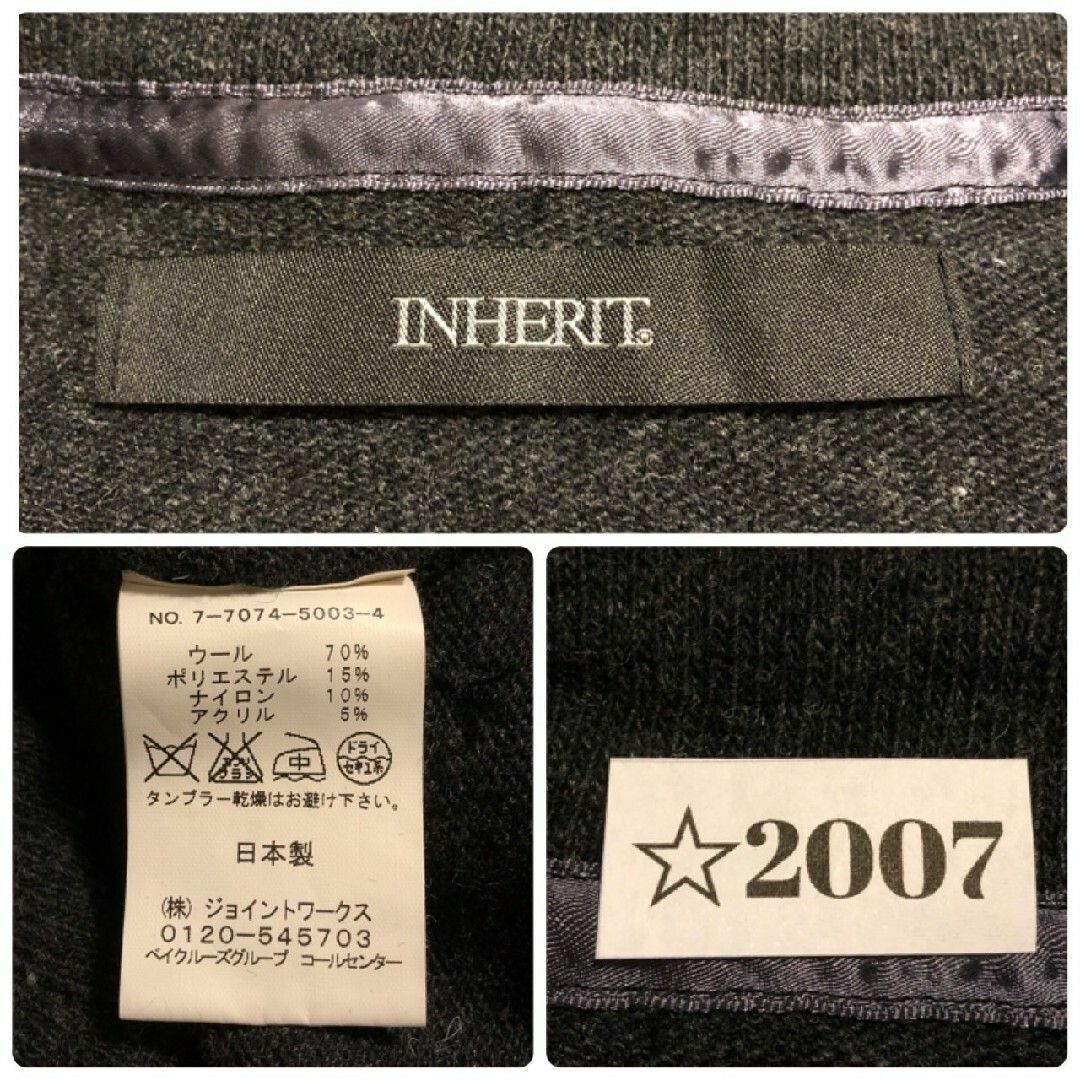 INHERIT.
NO. 7-7074-5003-4
ウール 70%
ポリエステル 15%
ナイロン 10%
アクリル 5%
中
ドライ
セキユ系
タンブラー乾燥はお避け下さい。
日本製
(株) ジョイントワークス
0120-545703
ベイクルーズグループ コールセンター
☆2007